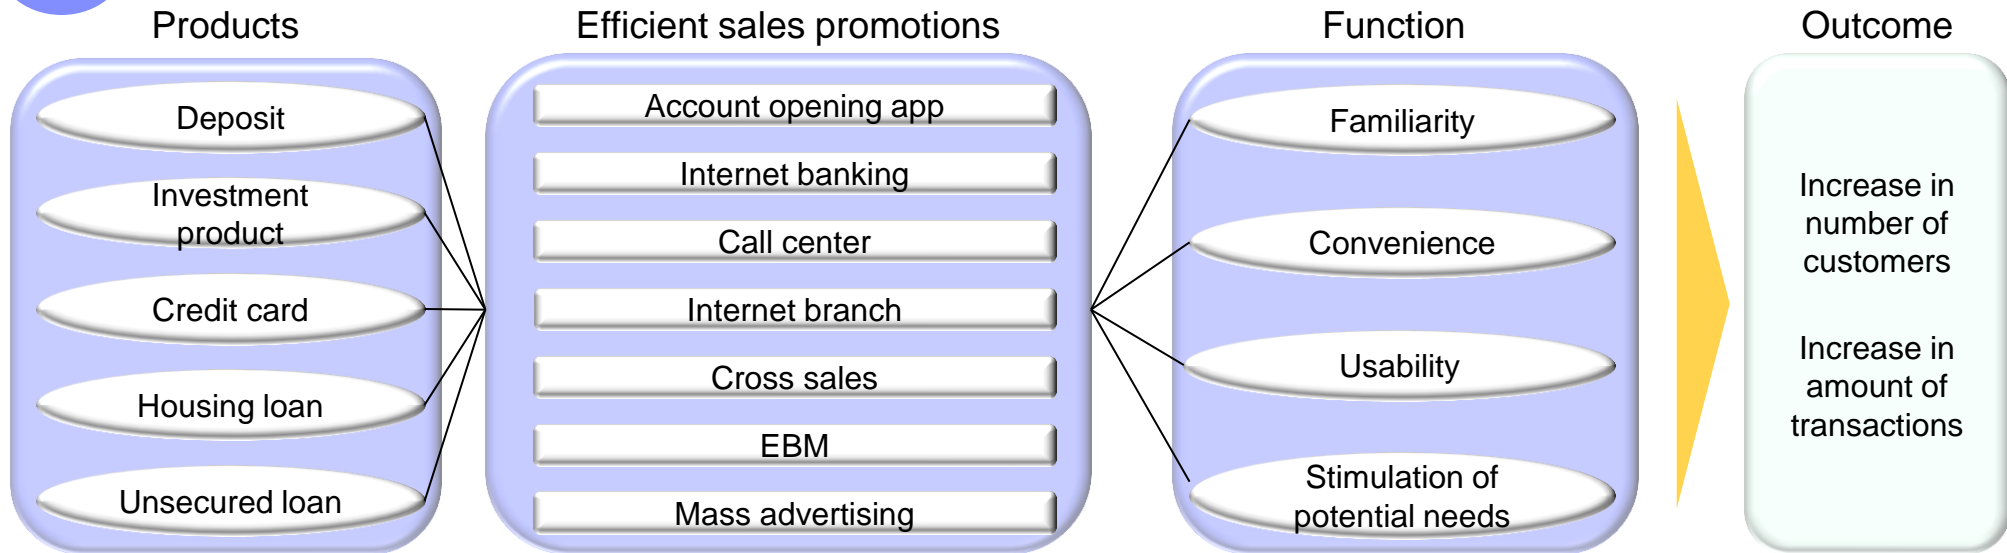 Products
Efficient sales promotions
Function
Outcome
Deposit
Investment
product
Credit card
Housing loan
Unsecured loan
Account opening app
Internet banking
Call center
Internet branch
Cross sales
EBM
Mass advertising
Familiarity
Convenience
Usability
Stimulation of
potential needs
Increase in
number of
customers
Increase in
amount of
transactions